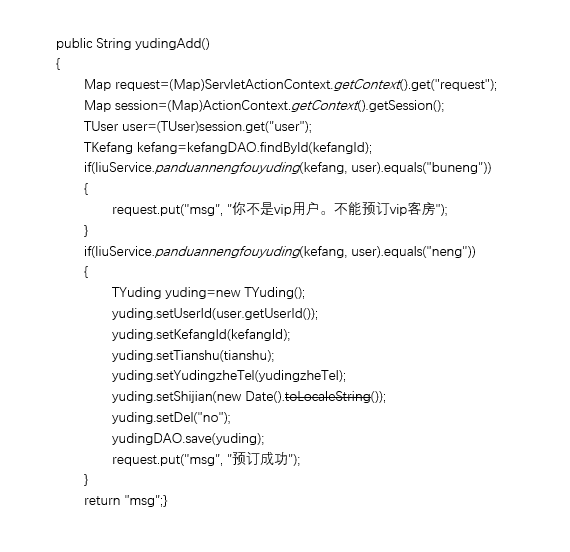 public String yudingAdd()
{
Map request=(Map)ServletActionContext.getContext().get("request");
Map session=(Map)ActionContext.getContext().getSession();
TUser user=(TUser)session.get("user");
TKefang kefang=kefangDAO.findById(kefangId);
if(liuService.panduannengfouyuding(kefang, user).equals("buneng"))
{
request.put("msg", "你不是vip用户。不能预订vip客房");
}
if(liuService.panduannengfouyuding(kefang, user).equals("neng"))
{
TYuding yuding=new TYuding();
yuding.setUserId(user.getUserId());
yuding.setKefangId(kefangId);
yuding.setTianshu(tianshu);
yuding.setYudingzheTel(yudingzheTel);
yuding.setShijian(new Date().toLocaleString());
yuding.setDel("no");
yudingDAO.save(yuding);
request.put("msg", "预订成功");
}
return "msg";}